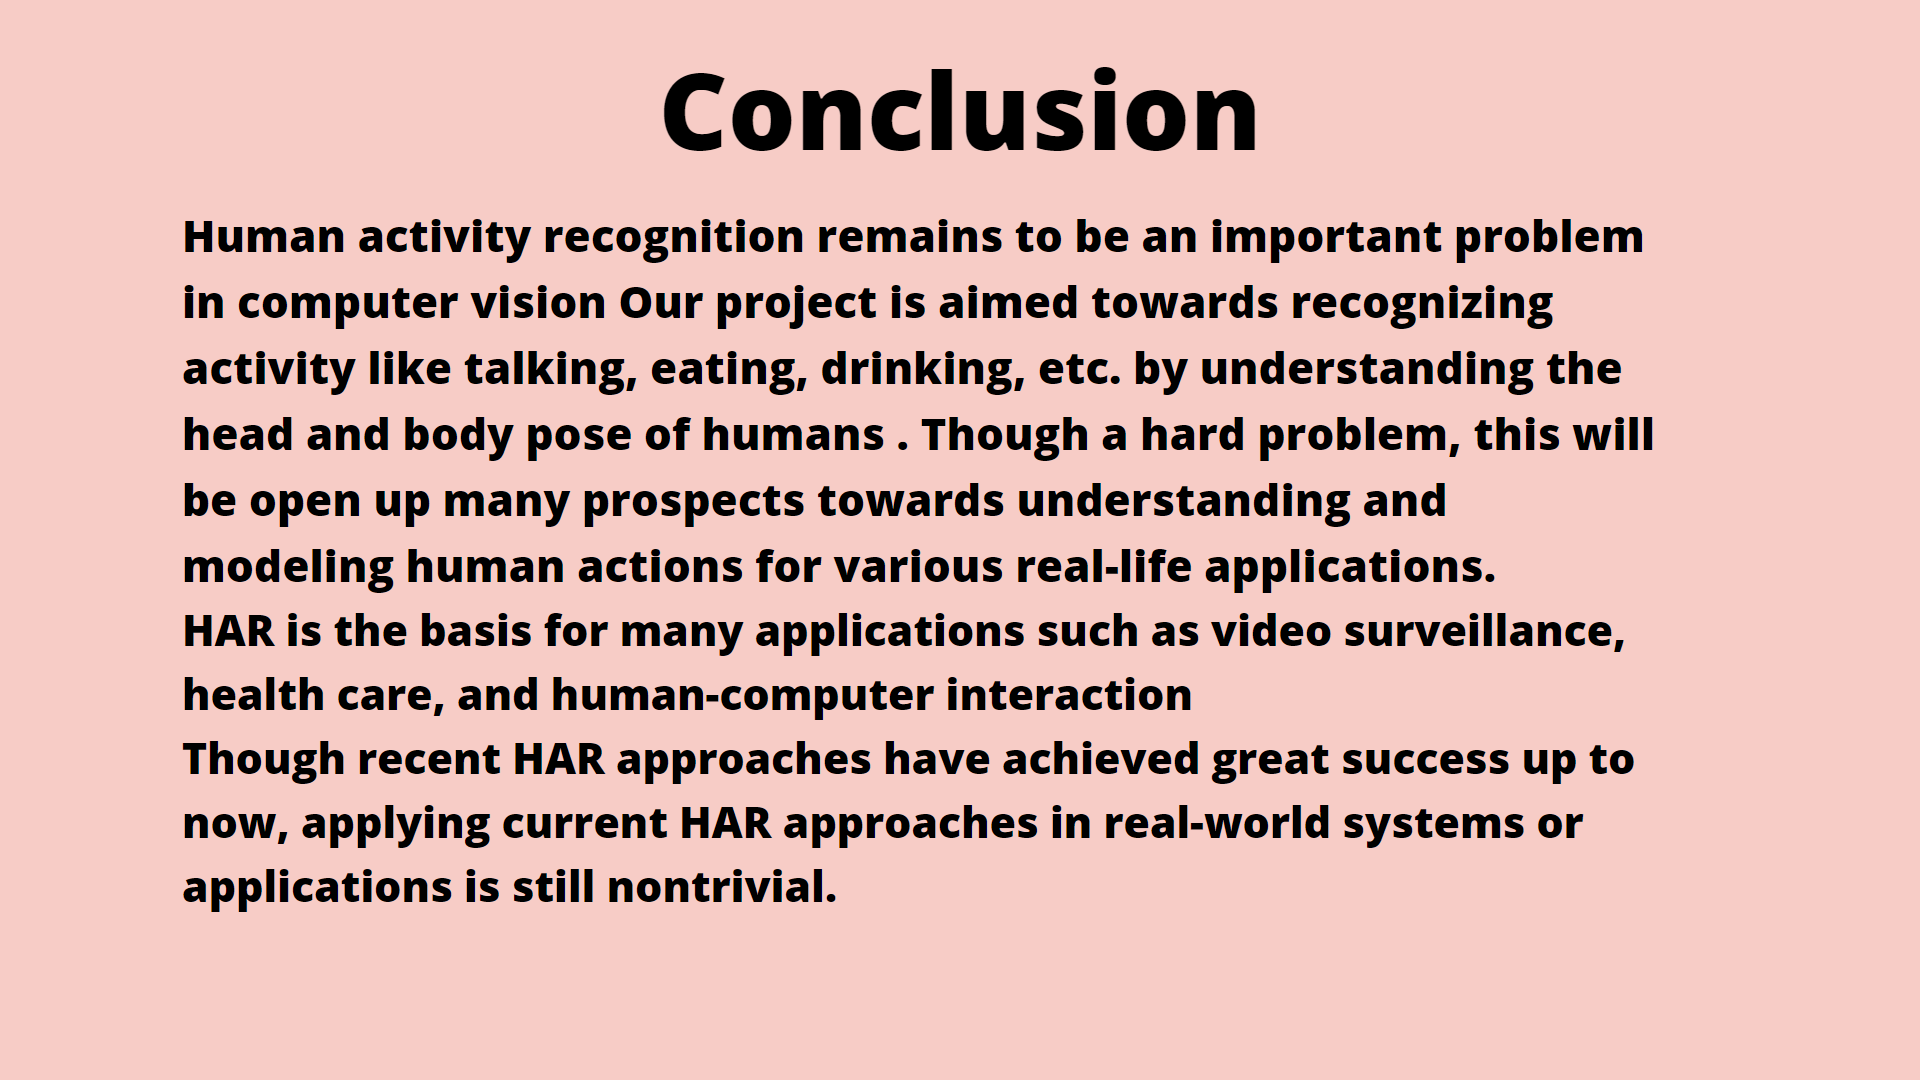 Conclusion
Human activity recognition remains to be an important problem
in computer vision Our project is aimed towards recognizing
activity like talking, eating, drinking, etc. by understanding the
head and body pose of humans . Though a hard problem, this will
be open up many prospects towards understanding and
modeling human actions for various real-life applications.
HAR is the basis for many applications such as video surveillance,
health care, and human-computer interaction
Though recent HAR approaches have achieved great success up to
now, applying current HAR approaches in real-world systems or
applications is still nontrivial.